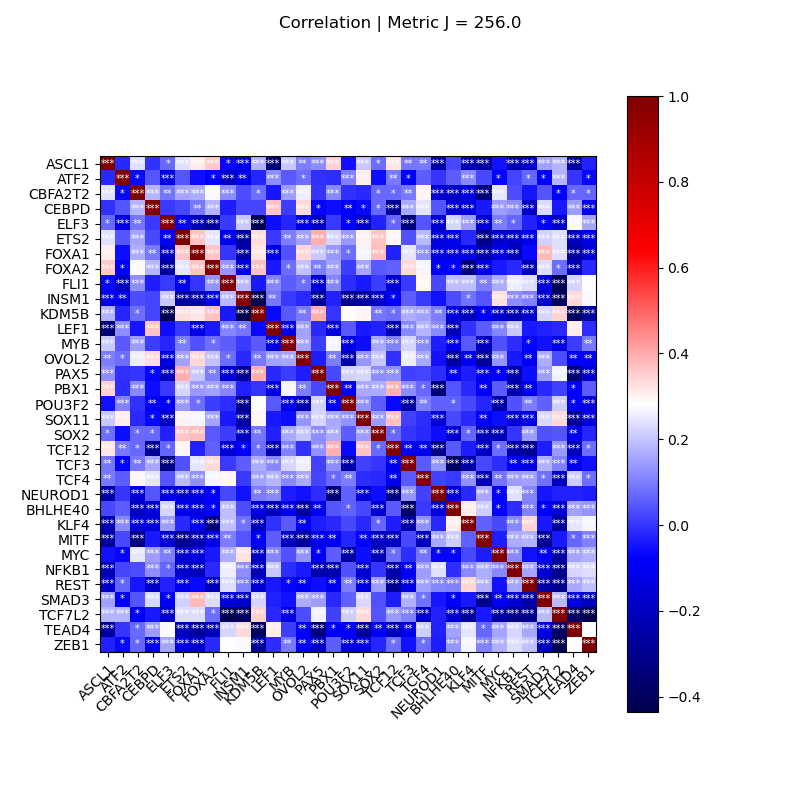 Correlation | Metric J = 256.0
ASCL1
ATF2
CBFA2T2
CEBPD
ELF3
ETS2
FOXA1
FOXA2
FLI1
INSM1
KDM5B
LEF1
MYB
OVOL2
PAX5
PBX1
POU3F2
SOX11
SOX2
TCF12
TCF3
TCF4
NEUROD1
BHLHE40
KLF4
MITF
MYC
NFKB1
REST
SMAD3
TCF7L2
TEAD4
ZEB1
ASCL1
ATF2
CBFA2T2
CEBPD
ELF3
ETS2
FOXA1
FOXA2
FLI1
INSM1
KDM5B
LEF1
MYB
OVOL2
PAX5
PBX1
POU3F2
SOX11
SOX2
TCF12
TCF3
TCF4
NEUROD1
BHLHE40
KLF4
MITF
MYC
NFKB1
REST
SMAD3
TCF7L2
TEAD4
ZEB1
1.0
0.8
0.6
0.4
0.2
0.0
−0.2
−0.4